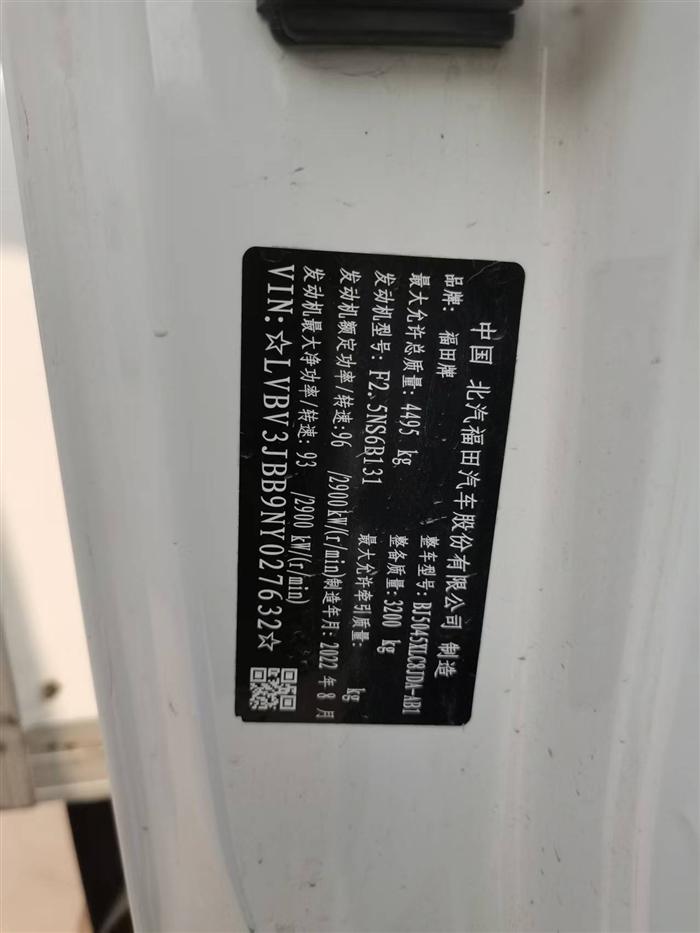 中国 北汽福田汽车股份有限公司 制造
品牌: 福田牌 整车型号: BJ5045XLC8JDA-AB1
最大允许总质量: 4495 kg 整备质量: 3200 kg
发动机型号: F2.5NS6B131 最大允许牵引质量: kg
发动机额定功率/转速:96 /2900kW/(r/min)制造年月: 2022 年 8 月
发动机最大净功率/转速: 93 /2900 kW/(r/min)
VIN:☆LVBV3JBB9NY027632☆